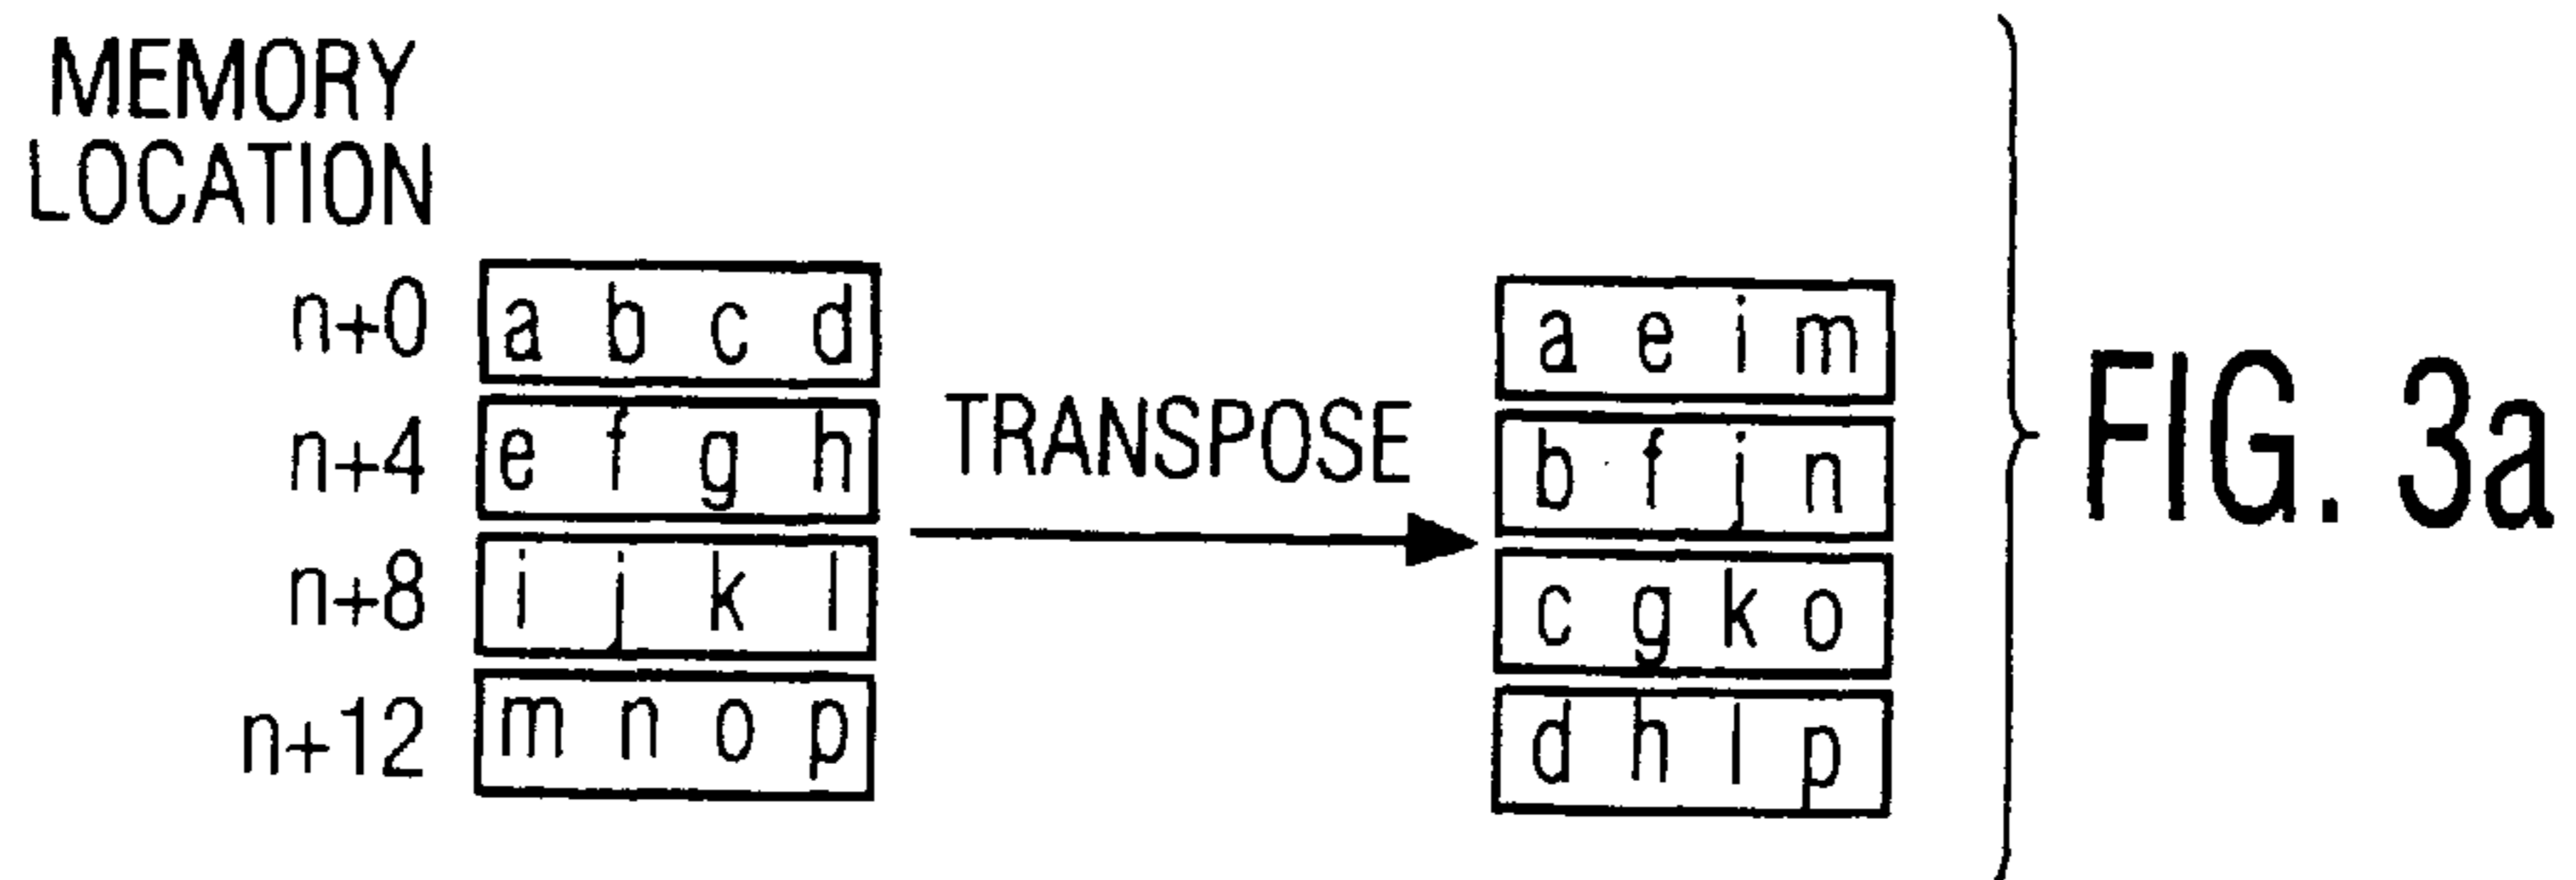 MEMORY
LOCATION
n+0 a b c d a e i m
n+4 e f g h TRANSPOSE b f j n FIG. 3a
n+8 i j k l c g k o
n+12 m n o p d h l p